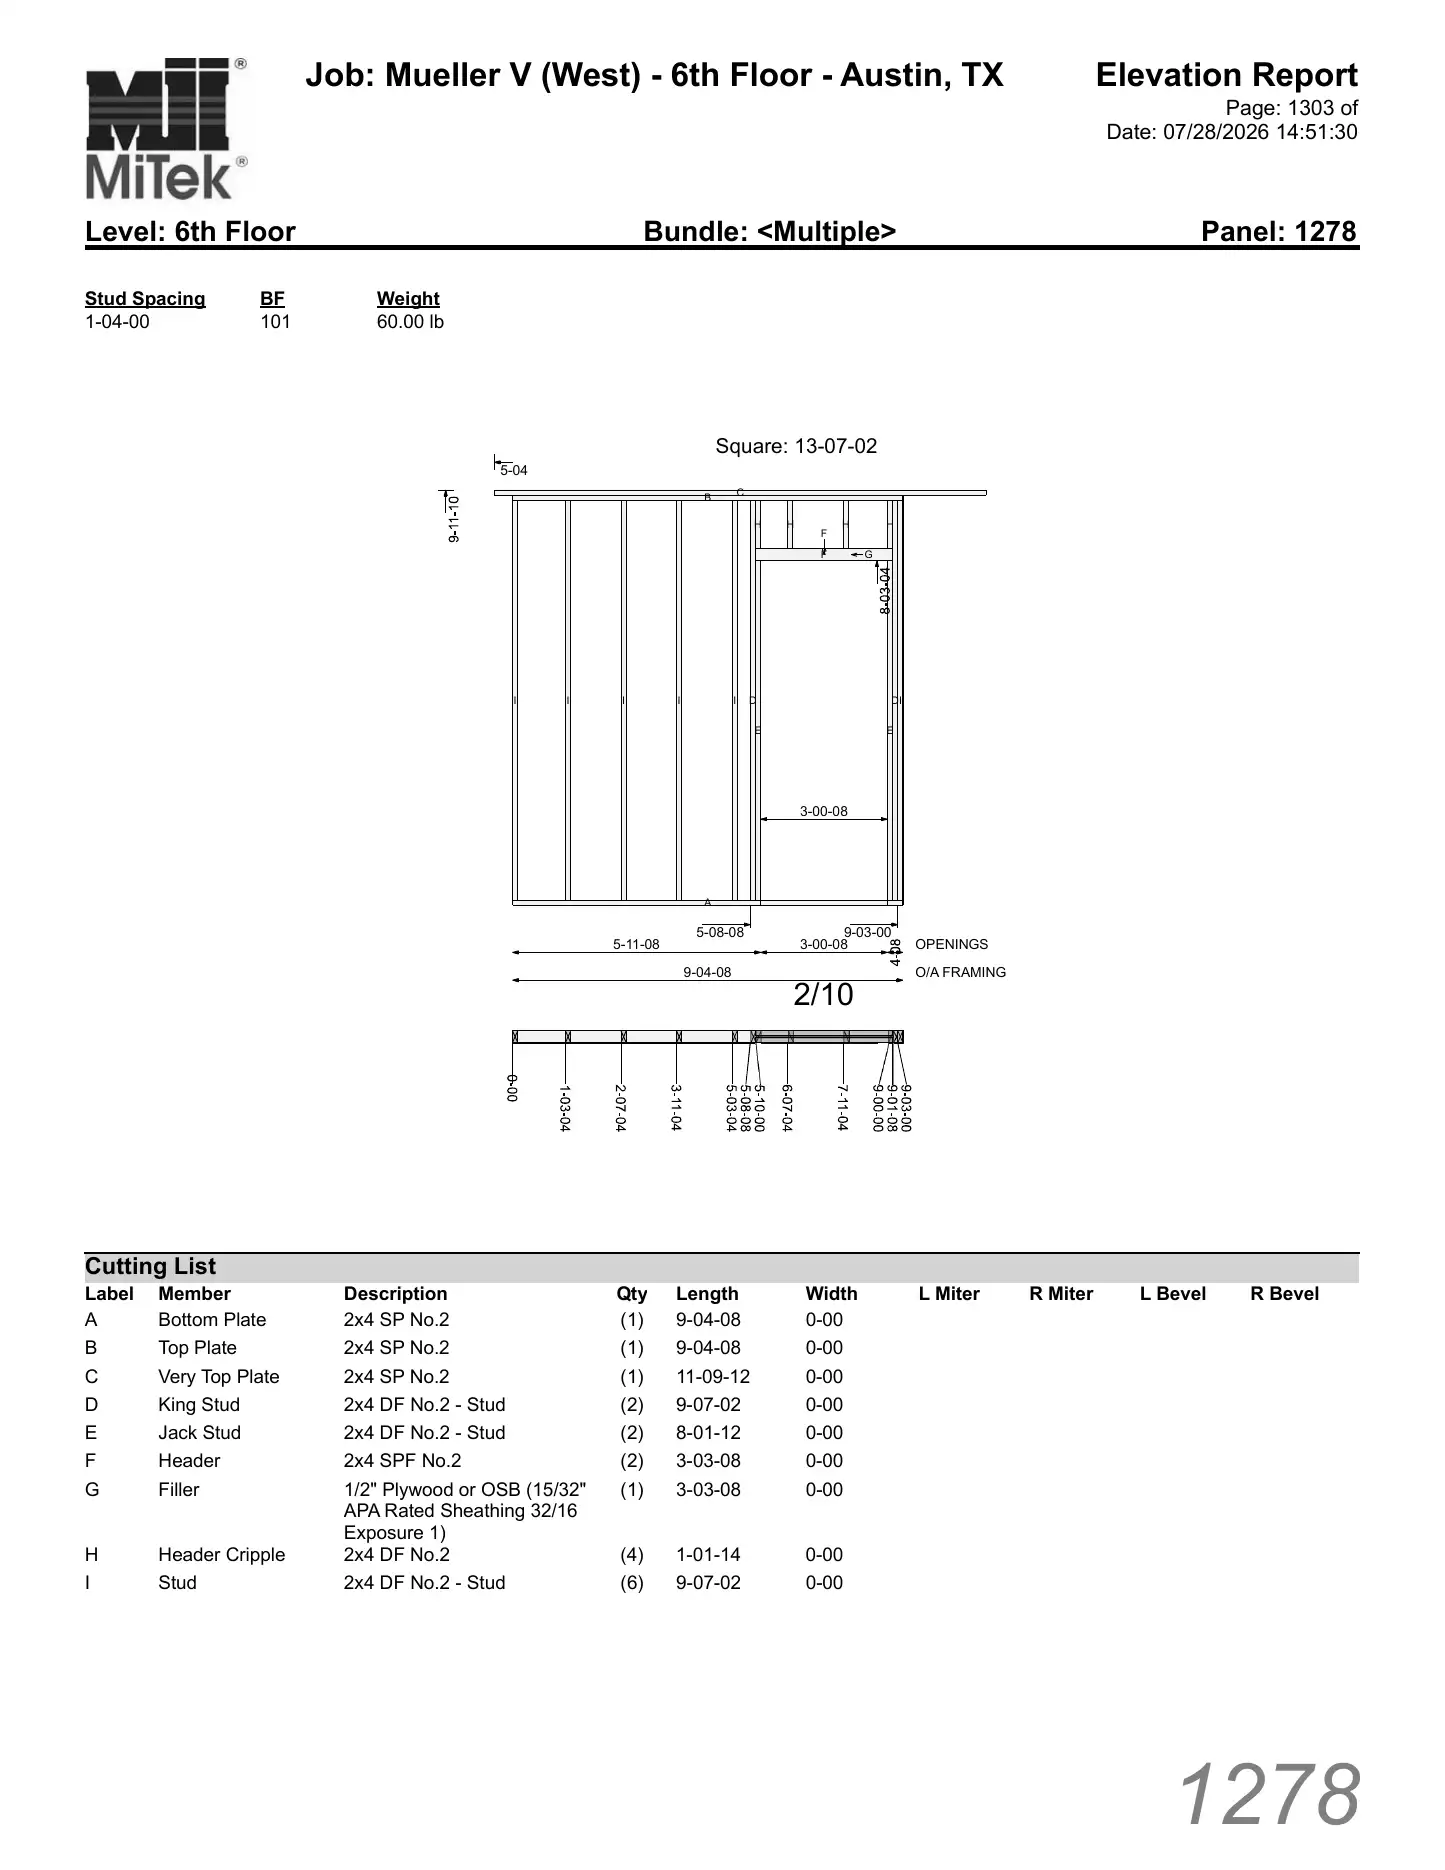 Job: Mueller V (West) - 6th Floor - Austin, TX
Elevation Report
Page: 1303 of
Date: 07/28/2026 14:51:30
MiTek®
Level: 6th Floor Bundle: <Multiple> Panel: 1278
Stud Spacing BF Weight
1-04-00 101 60.00 lb
Square: 13-07-02
5-04
9-11-10
C
B
H H H H
F
F G
8-03-04
I I I I I D D I
E E
3-00-08
A
5-08-08 9-03-00
5-11-08 3-00-08 4-08 OPENINGS
9-04-08 O/A FRAMING
2/10
0-00 1-03-04 2-07-04 3-11-04 5-03-04 5-08-08 5-10-00 6-07-04 7-11-04 9-00-00 9-01-08 9-03-00
Cutting List
Label Member Description Qty Length Width L Miter R Miter L Bevel R Bevel
A Bottom Plate 2x4 SP No.2 (1) 9-04-08 0-00
B Top Plate 2x4 SP No.2 (1) 9-04-08 0-00
C Very Top Plate 2x4 SP No.2 (1) 11-09-12 0-00
D King Stud 2x4 DF No.2 - Stud (2) 9-07-02 0-00
E Jack Stud 2x4 DF No.2 - Stud (2) 8-01-12 0-00
F Header 2x4 SPF No.2 (2) 3-03-08 0-00
G Filler 1/2" Plywood or OSB (15/32" (1) 3-03-08 0-00
APA Rated Sheathing 32/16
Exposure 1)
H Header Cripple 2x4 DF No.2 (4) 1-01-14 0-00
I Stud 2x4 DF No.2 - Stud (6) 9-07-02 0-00
1278